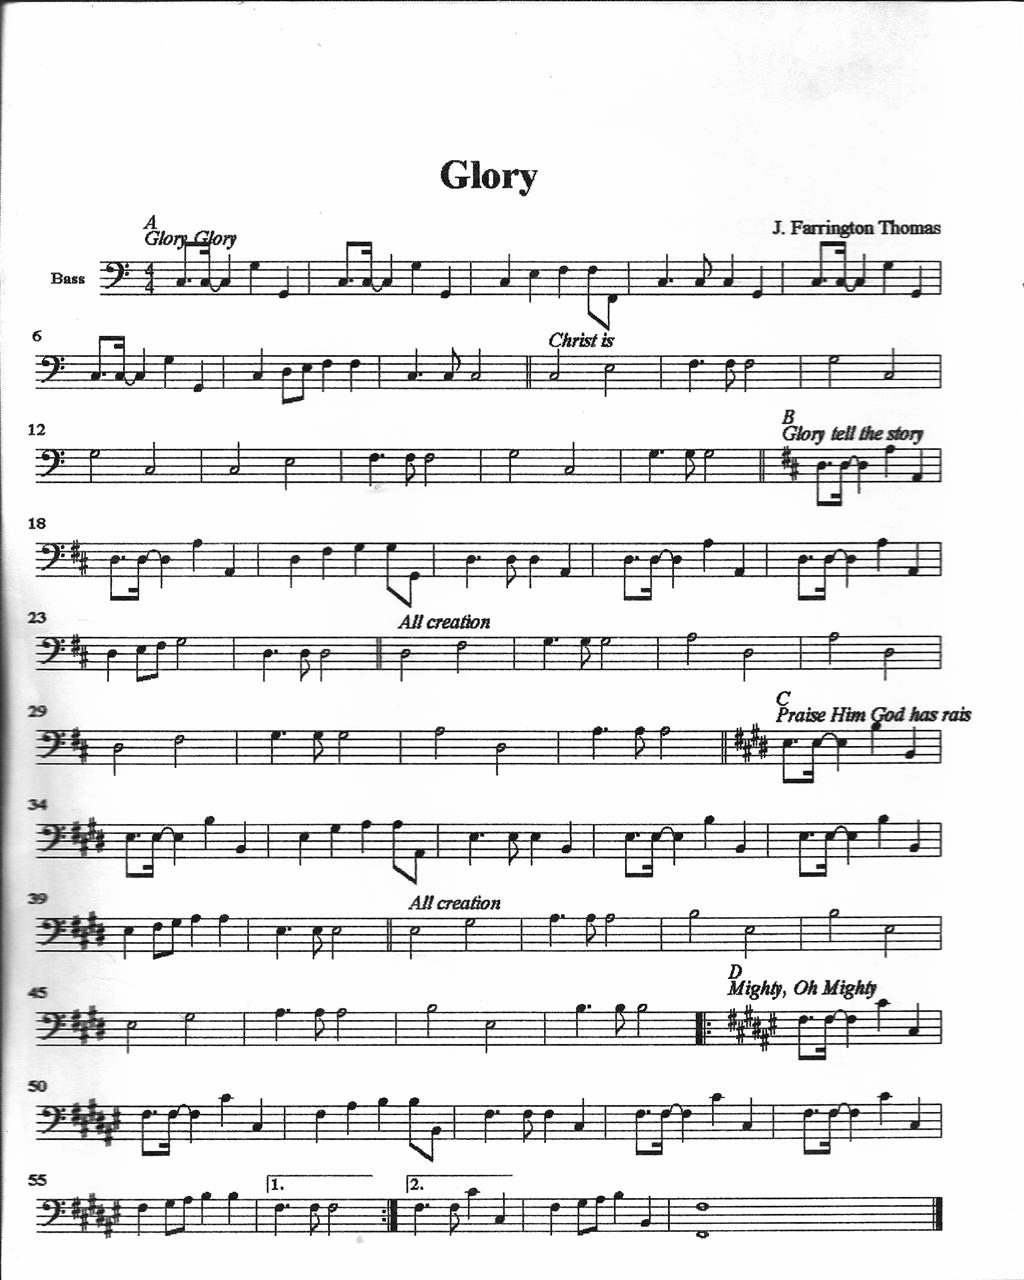 Glory
A
Glory, Glory
J. Farrington Thomas
Bass
4
4
6
Christ is
12
B
Glory tell the story
18
23
All creation
29
C
Praise Him God has rais
34
39
All creation
45
D
Mighty, Oh Mighty
50
55
1.
2.